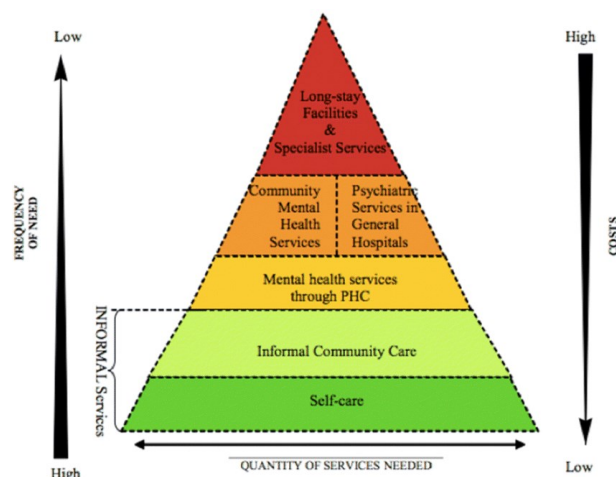 Low
High
Long-stay
Facilities
&
Specialist Services
Community
Mental
Health
Services
Psychiatric
Services in
General
Hospitals
FREQUENCY
OF NEED
COSTS
Mental health services
through PHC
INFORMAL Services
Informal Community Care
Self-care
High
QUANTITY OF SERVICES NEEDED
Low